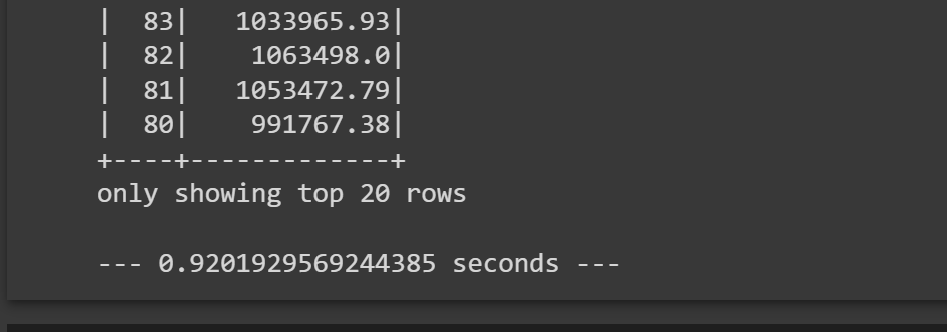 |  83|   1033965.93|
|  82|    1063498.0|
|  81|   1053472.79|
|  80|    991767.38|
+----+-------------+
only showing top 20 rows
--- 0.9201929569244385 seconds ---